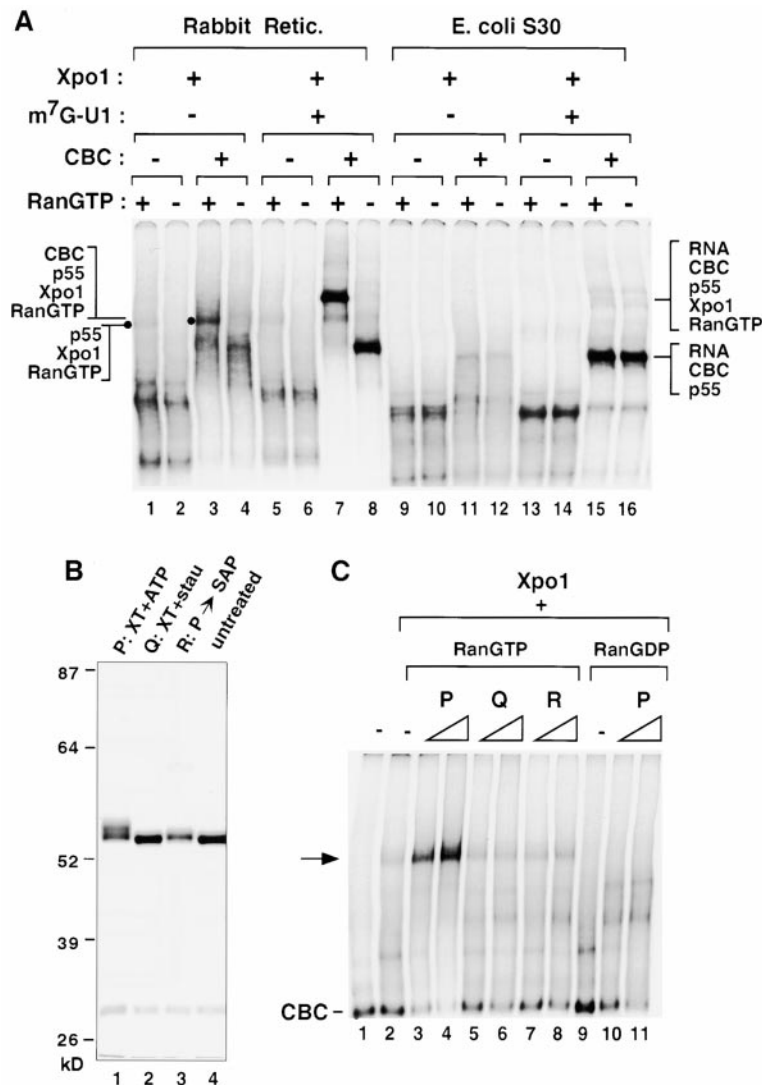 A
Rabbit Retic. E. coli S30
Xpo1 : + + + +
m⁷G-U1 : - + - +
CBC : - + - + - + - +
RanGTP : + - + - + - + - + - + - + - + -
CBC
p55
Xpo1
RanGTP
p55
Xpo1
RanGTP
RNA
CBC
p55
Xpo1
RanGTP
RNA
CBC
p55
1 2 3 4 5 6 7 8 9 10 11 12 13 14 15 16
B
P: XT+ATP
Q: XT+stau
R: P → SAP
untreated
87
64
52
39
26
kD
1 2 3 4
C
Xpo1
+
RanGTP RanGDP
- - P Q R - P
CBC
1 2 3 4 5 6 7 8 9 10 11